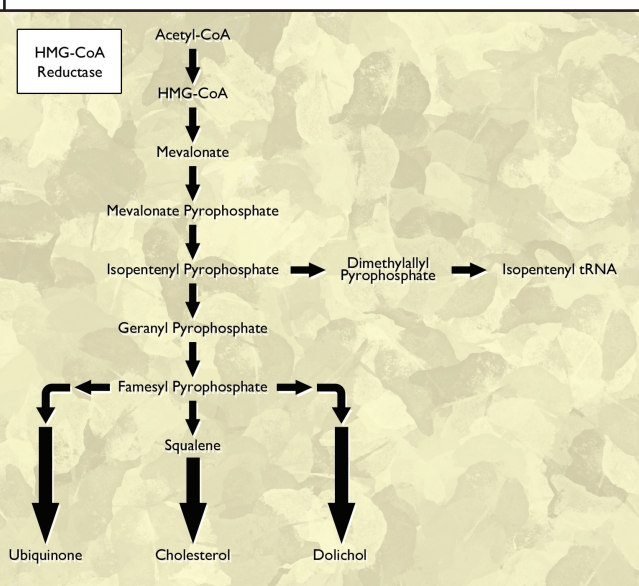 Acetyl-CoA
HMG-CoA
Reductase
HMG-CoA
Mevalonate
Mevalonate Pyrophosphate
Isopentenyl Pyrophosphate
Dimethylallyl
Pyrophosphate
Isopentenyl tRNA
Geranyl Pyrophosphate
Famesyl Pyrophosphate
Squalene
Ubiquinone
Cholesterol
Dolichol